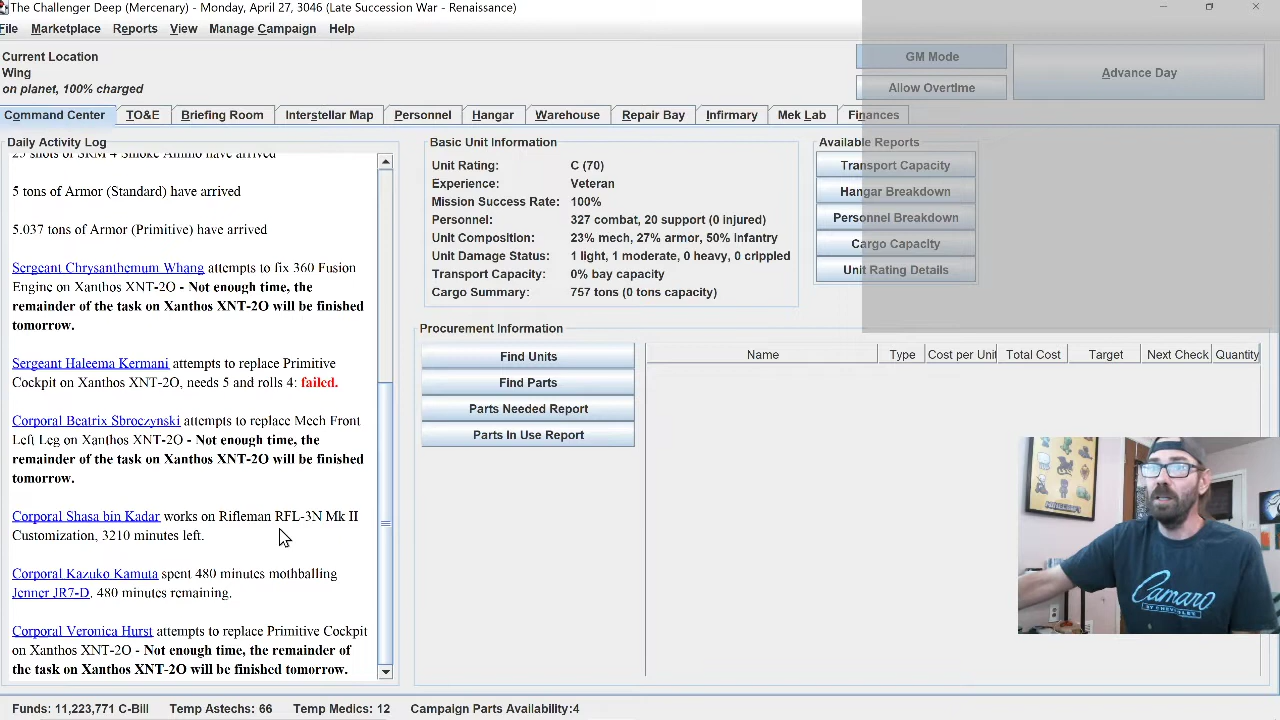 The Challenger Deep (Mercenary) - Monday, April 27, 3046 (Late Succession War - Renaissance)
File Marketplace Reports View Manage Campaign Help
Current Location
Wing
on planet, 100% charged
GM Mode
Allow Overtime
Advance Day
Command Center TO&E Briefing Room Interstellar Map Personnel Hangar Warehouse Repair Bay Infirmary Mek Lab Finances
Daily Activity Log
25 shots of SRM 4 Smoke Ammo have arrived
5 tons of Armor (Standard) have arrived
5.037 tons of Armor (Primitive) have arrived
Sergeant Chrysanthemum Whang attempts to fix 360 Fusion
Engine on Xanthos XNT-2O - Not enough time, the
remainder of the task on Xanthos XNT-2O will be finished
tomorrow.
Sergeant Haleema Kermani attempts to replace Primitive
Cockpit on Xanthos XNT-2O, needs 5 and rolls 4: failed.
Corporal Beatrix Sbroczynski attempts to replace Mech Front
Left Leg on Xanthos XNT-2O - Not enough time, the
remainder of the task on Xanthos XNT-2O will be finished
tomorrow.
Corporal Shasa bin Kadar works on Rifleman RFL-3N Mk II
Customization, 3210 minutes left.
Corporal Kazuko Kamuta spent 480 minutes mothballing
Jenner JR7-D, 480 minutes remaining.
Corporal Veronica Hurst attempts to replace Primitive Cockpit
on Xanthos XNT-2O - Not enough time, the remainder of
the task on Xanthos XNT-2O will be finished tomorrow.
Basic Unit Information
Unit Rating: C (70)
Experience: Veteran
Mission Success Rate: 100%
Personnel: 327 combat, 20 support (0 injured)
Unit Composition: 23% mech, 27% armor, 50% infantry
Unit Damage Status: 1 light, 1 moderate, 0 heavy, 0 crippled
Transport Capacity: 0% bay capacity
Cargo Summary: 757 tons (0 tons capacity)
Available Reports
Transport Capacity
Hangar Breakdown
Personnel Breakdown
Cargo Capacity
Unit Rating Details
Procurement Information
Find Units
Find Parts
Parts Needed Report
Parts In Use Report
Name Type Cost per Unit Total Cost Target Next Check Quantity
Camaro
BY CHEVROLET
Funds: 11,223,771 C-Bill Temp Astechs: 66 Temp Medics: 12 Campaign Parts Availability:4